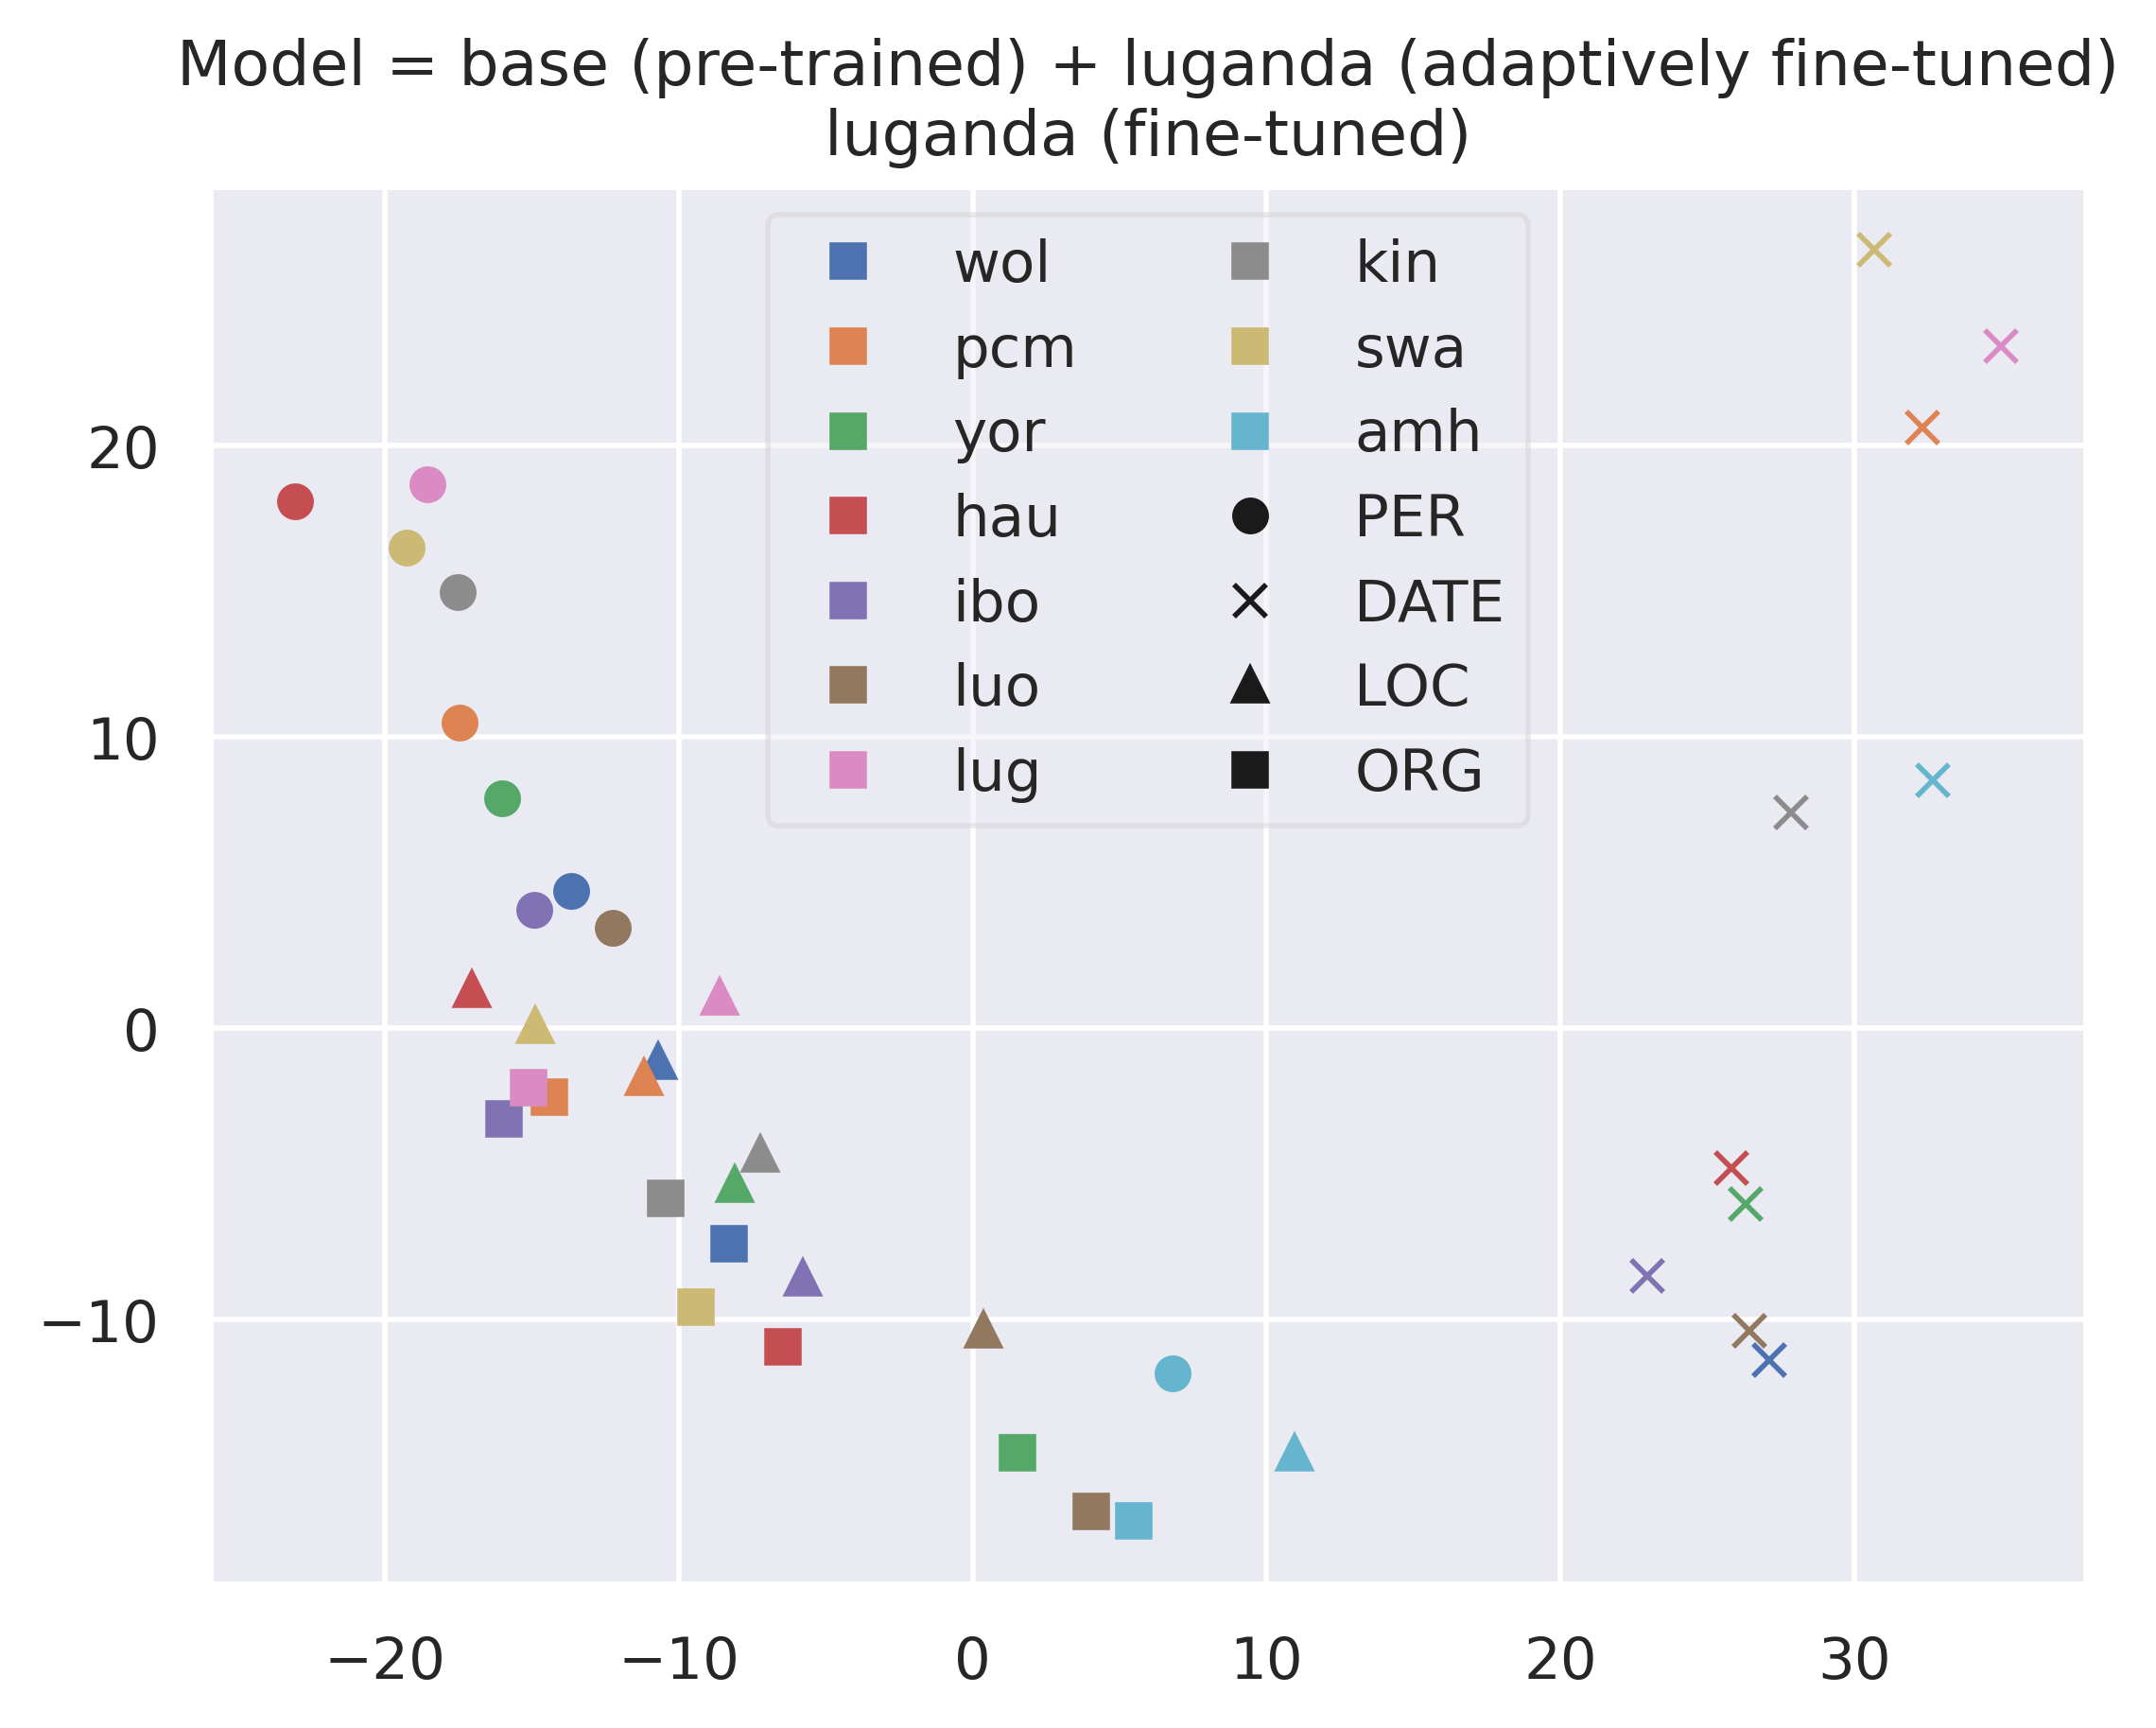 Model = base (pre-trained) + luganda (adaptively fine-tuned)
luganda (fine-tuned)
wol
pcm
yor
hau
ibo
luo
lug
kin
swa
amh
PER
DATE
LOC
ORG
20
10
0
−10
−20
−10
0
10
20
30